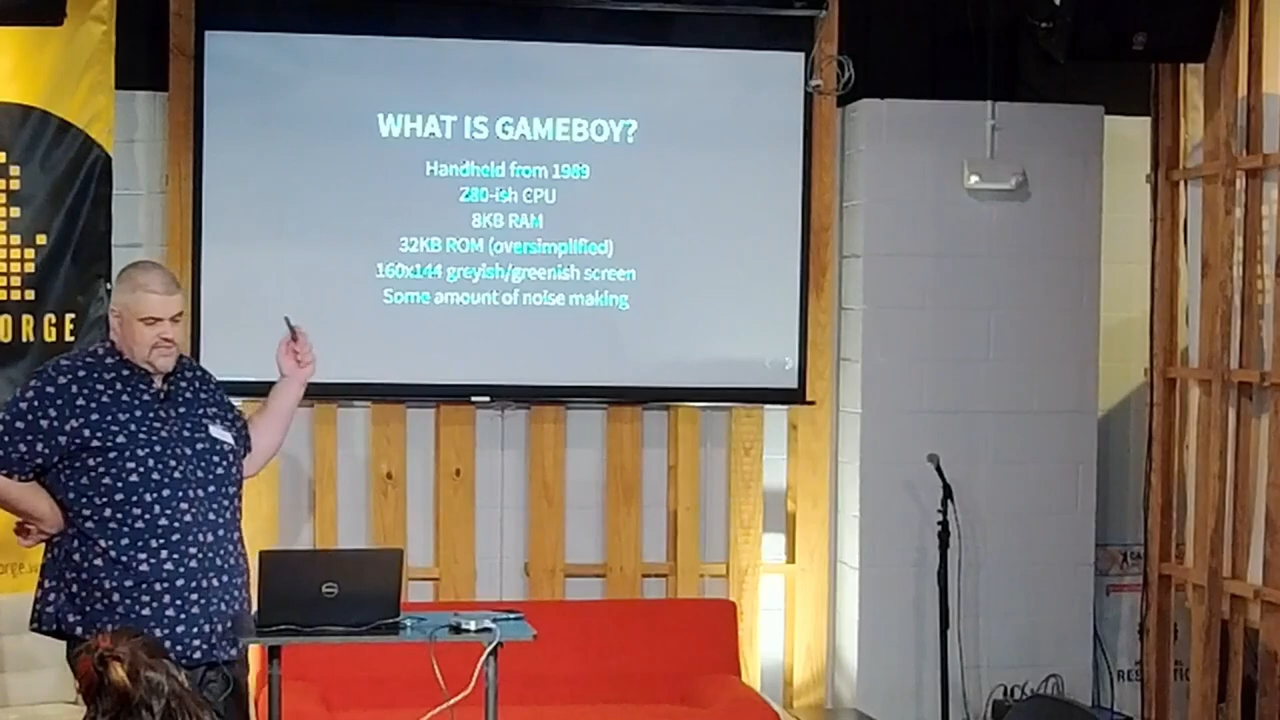 WHAT IS GAMEBOY?
Handheld from 1989
Z80-ish CPU
8KB RAM
32KB ROM (oversimplified)
160x144 greyish/greenish screen
Some amount of noise making
ORGE
DELL